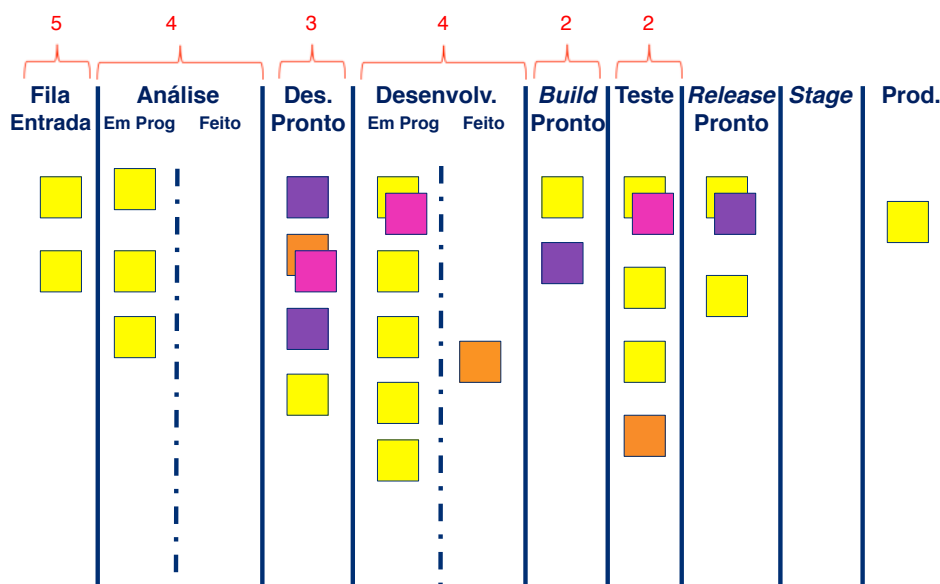 5 4 3 4 2 2
Fila Análise Des. Desenvolv. Build Teste Release Stage Prod.
Entrada Em Prog Feito Pronto Em Prog Feito Pronto Pronto